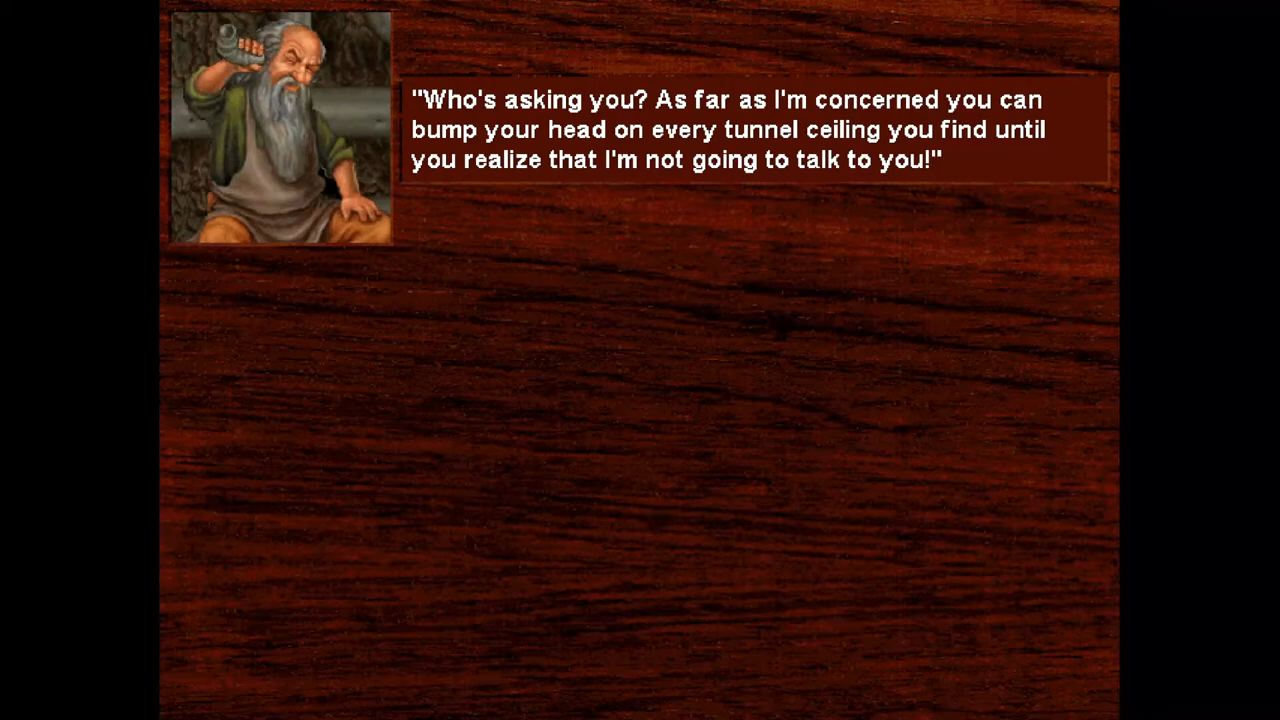 "Who's asking you? As far as I'm concerned you can
bump your head on every tunnel ceiling you find until
you realize that I'm not going to talk to you!"